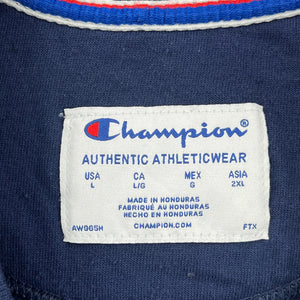 Champion®
AUTHENTIC ATHLETICWEAR
USA CA MEX ASIA
L L/G G 2XL
MADE IN HONDURAS
FABRIQUÉ AU HONDURAS
HECHO EN HONDURAS
AW965H CHAMPION.COM FTX